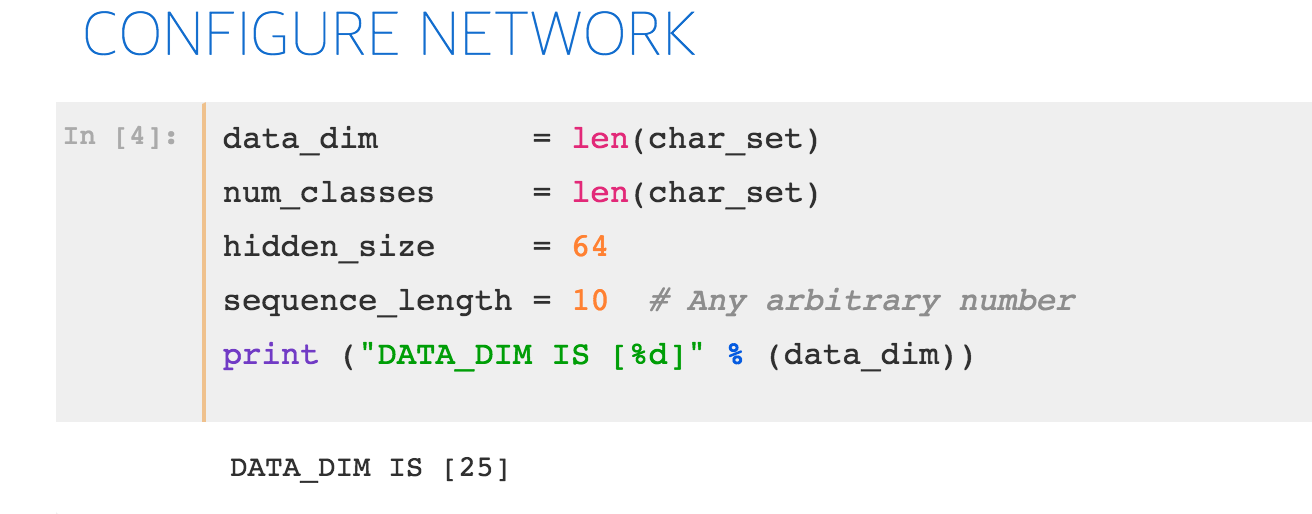 CONFIGURE NETWORK
In [4]:
data_dim         = len(char_set)
num_classes      = len(char_set)
hidden_size      = 64
sequence_length = 10  # Any arbitrary number
print ("DATA_DIM IS [%d]" % (data_dim))
DATA_DIM IS [25]